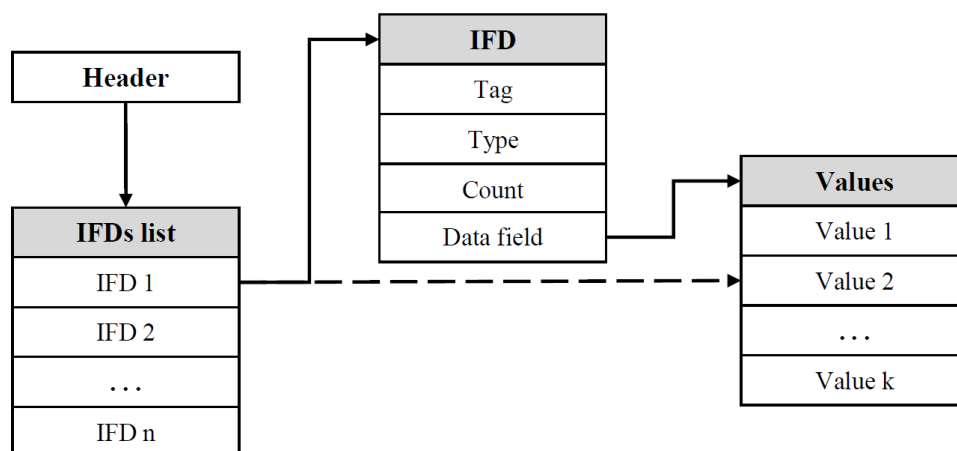 Header
IFDs list
IFD 1
IFD 2
...
IFD n
IFD
Tag
Type
Count
Data field
Values
Value 1
Value 2
...
Value k